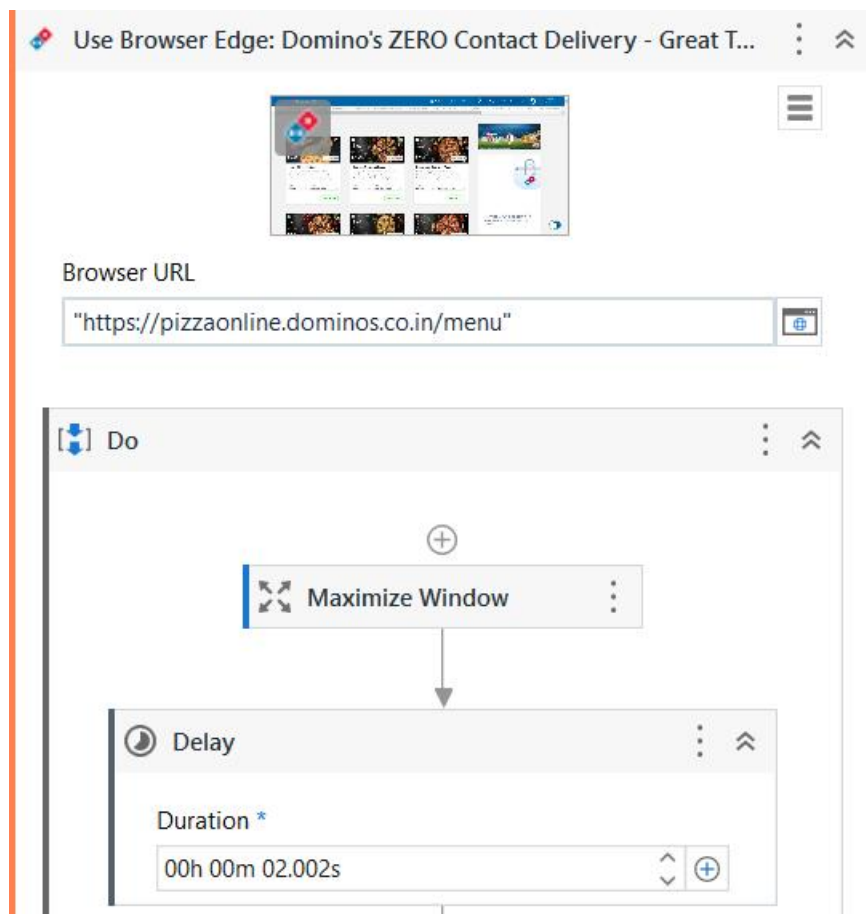 Use Browser Edge: Domino's ZERO Contact Delivery - Great T...
Browser URL
"https://pizzaonline.dominos.co.in/menu"
Do
Maximize Window
Delay
Duration *
00h 00m 02.002s